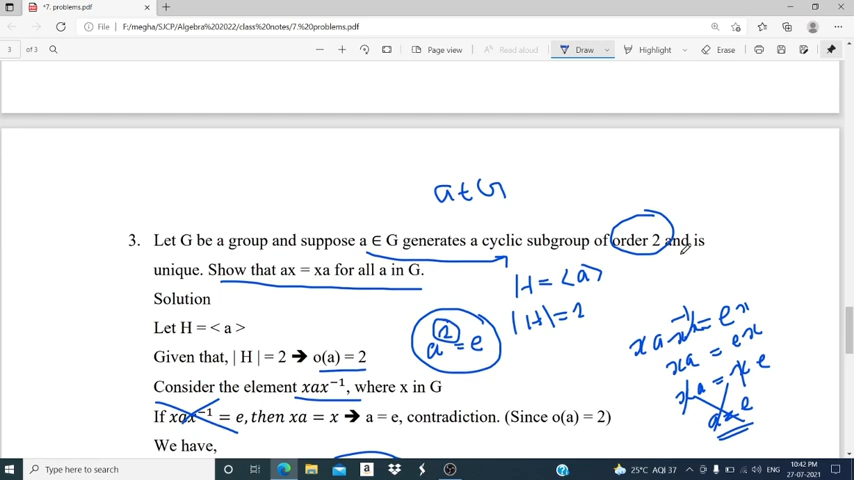 *7. problems.pdf
File | F:/megha/SJCP/Algebra%202022/class%20notes/7.%20problems.pdf
3 of 3
Page view
Read aloud
Draw
Highlight
Erase
a ∈ G
3. Let G be a group and suppose a ∈ G generates a cyclic subgroup of order 2 and is
unique. Show that ax = xa for all a in G.
H = <a>
Solution
|H| = 2
Let H = < a >
a² = e
xax⁻¹x = ex
Given that, | H | = 2 ➔ o(a) = 2
xa = ex
Consider the element xax⁻¹, where x in G
xa = xe
If xax⁻¹ = e, then xa = x ➔ a = e, contradiction. (Since o(a) = 2)
a = e
We have,
Type here to search
25°C AQI 37
ENG
10:42 PM
27-07-2021